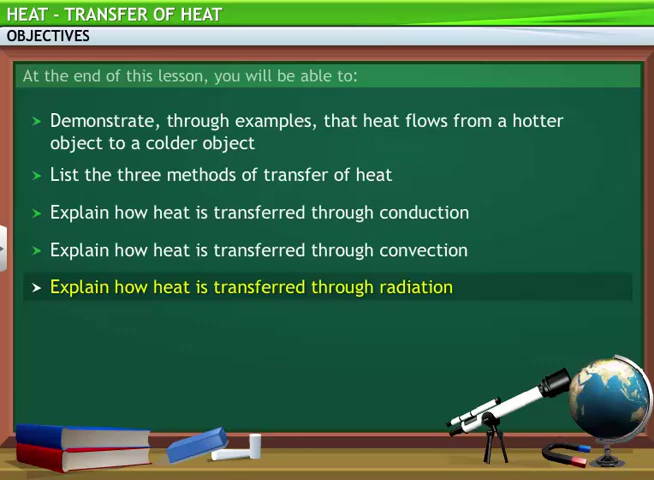 HEAT - TRANSFER OF HEAT
OBJECTIVES
At the end of this lesson, you will be able to:
Demonstrate, through examples, that heat flows from a hotter
object to a colder object
List the three methods of transfer of heat
Explain how heat is transferred through conduction
Explain how heat is transferred through convection
Explain how heat is transferred through radiation